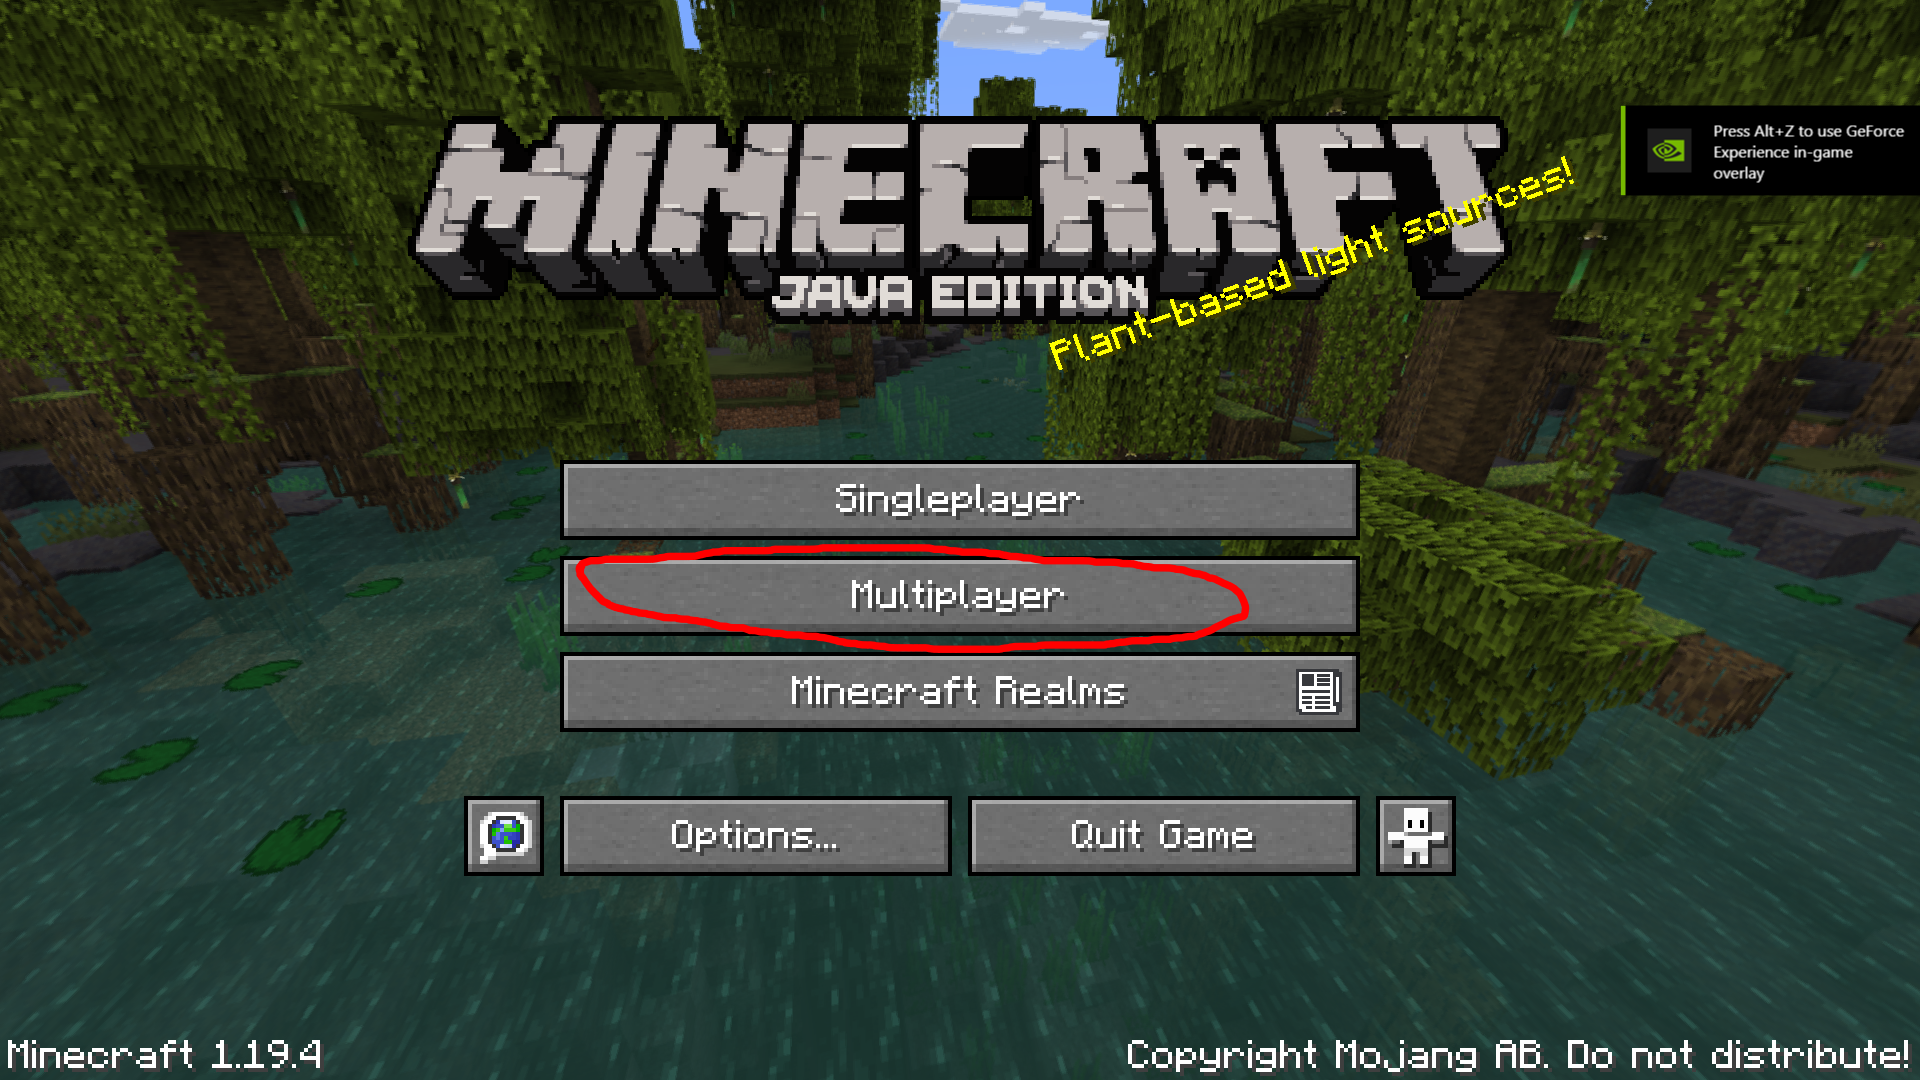 MINECRAFT
JAVA EDITION
Plant-based light sources!
Press Alt+Z to use GeForce
Experience in-game
overlay
Singleplayer
Multiplayer
Minecraft Realms
Options...
Quit Game
Minecraft 1.19.4
Copyright Mojang AB. Do not distribute!